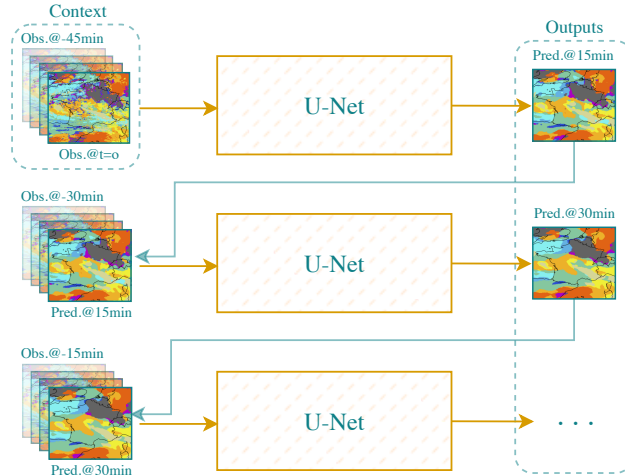 Context
Outputs
Obs.@-45min
Pred.@15min
U-Net
Obs.@t=o
Obs.@-30min
Pred.@30min
U-Net
Pred.@15min
Obs.@-15min
U-Net
. . .
Pred.@30min